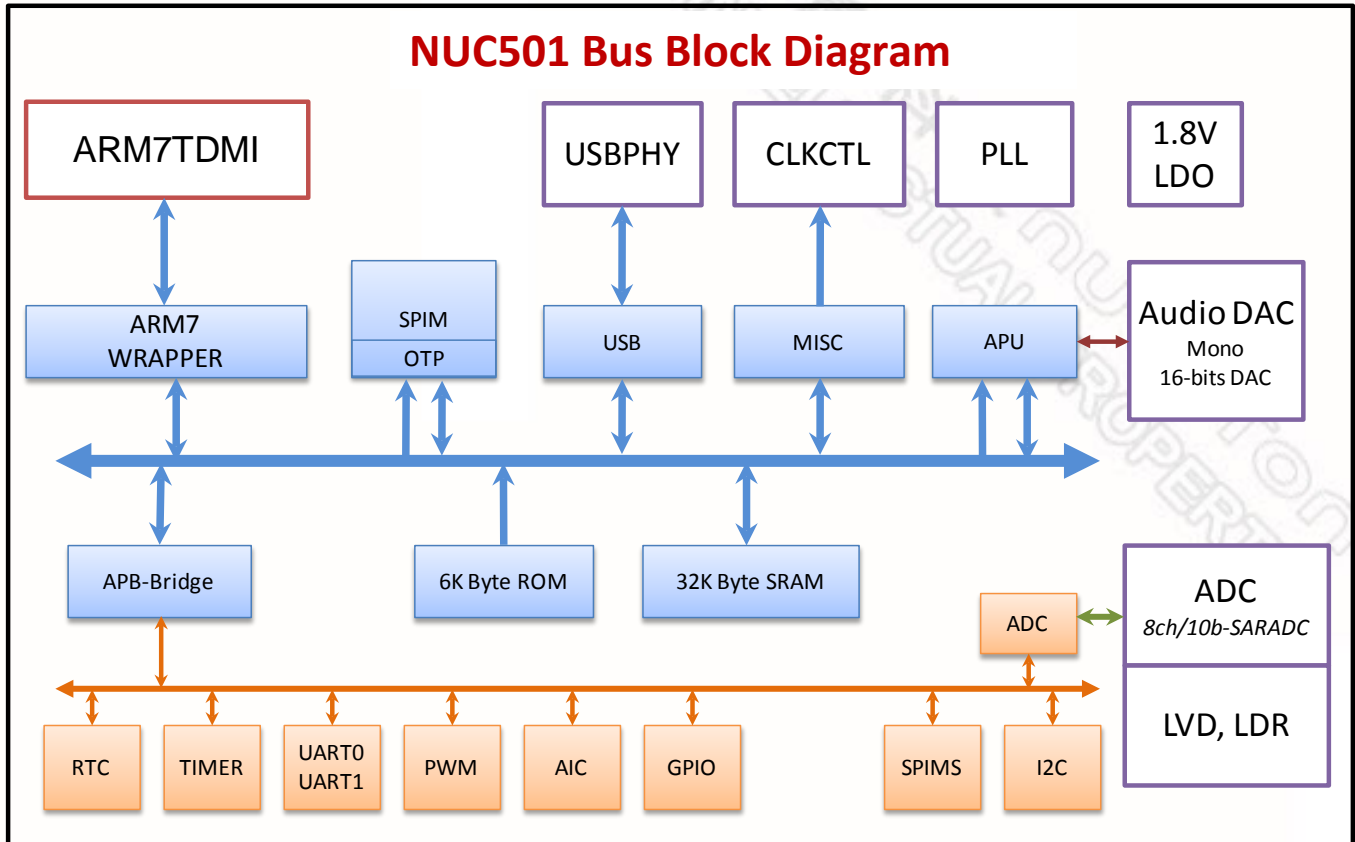 NUC501 Bus Block Diagram
ARM7TDMI
USBPHY
CLKCTL
PLL
1.8V
LDO
ARM7
WRAPPER
SPIM
OTP
USB
MISC
APU
Audio DAC
Mono
16-bits DAC
APB-Bridge
6K Byte ROM
32K Byte SRAM
ADC
ADC
8ch/10b-SARADC
LVD, LDR
RTC
TIMER
UART0
UART1
PWM
AIC
GPIO
SPIMS
I2C